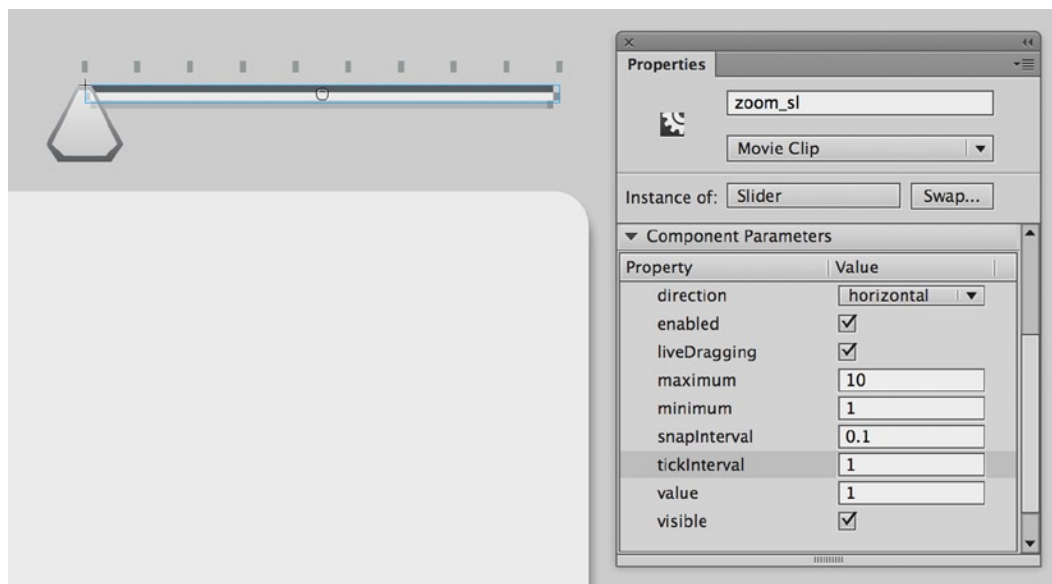 Properties
zoom_sl
Movie Clip
Instance of: Slider Swap...
Component Parameters
Property Value
direction horizontal
enabled
liveDragging
maximum 10
minimum 1
snapInterval 0.1
tickInterval 1
value 1
visible